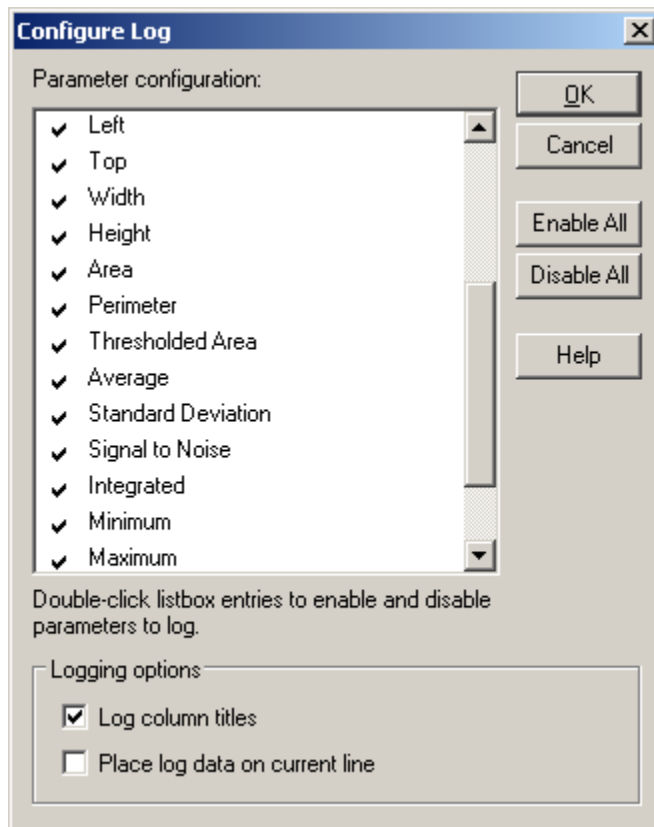 Configure Log
Parameter configuration:
Left
Top
Width
Height
Area
Perimeter
Thresholded Area
Average
Standard Deviation
Signal to Noise
Integrated
Minimum
Maximum
OK
Cancel
Enable All
Disable All
Help
Double-click listbox entries to enable and disable
parameters to log.
Logging options
Log column titles
Place log data on current line